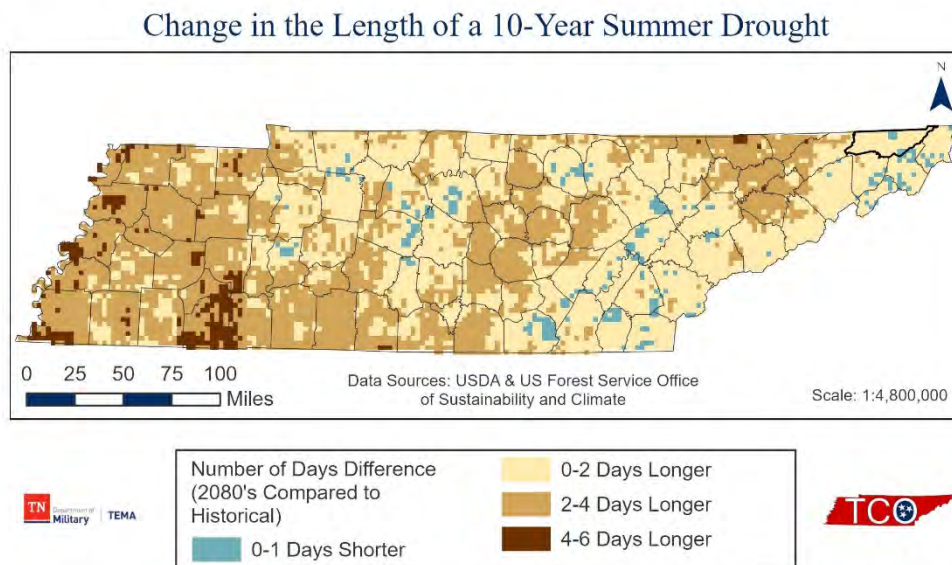 Change in the Length of a 10-Year Summer Drought
N
0 25 50 75 100
Miles
Data Sources: USDA & US Forest Service Office
of Sustainability and Climate
Scale: 1:4,800,000
TN
Department of
Military
TEMA
Number of Days Difference
(2080's Compared to
Historical)
0-1 Days Shorter
0-2 Days Longer
2-4 Days Longer
4-6 Days Longer
TCO